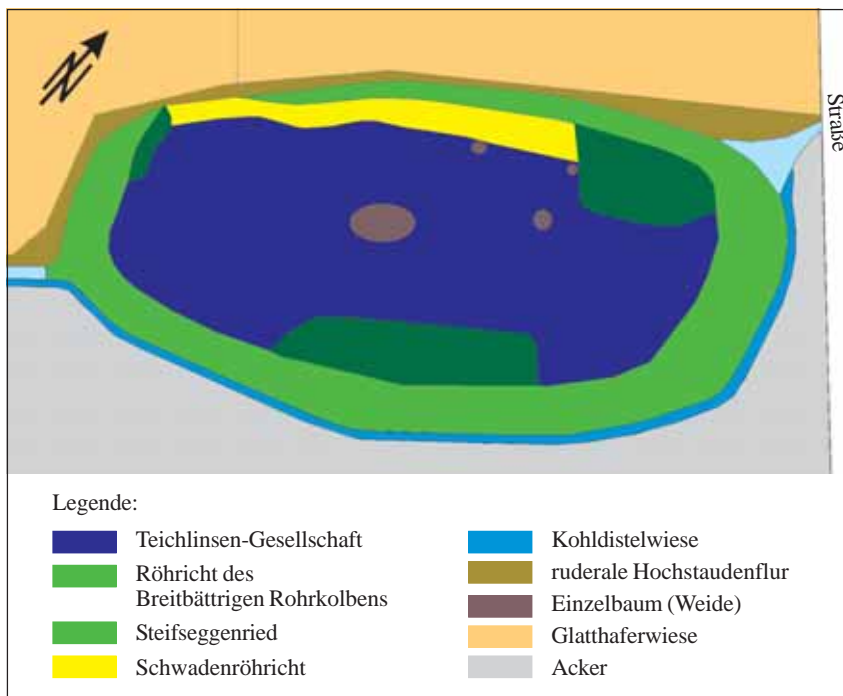 N
Straße
Legende:
Teichlinsen-Gesellschaft
Röhricht des
Breitbättrigen Rohrkolbens
Steifseggenried
Schwadenröhricht
Kohldistelwiese
ruderale Hochstaudenflur
Einzelbaum (Weide)
Glatthaferwiese
Acker